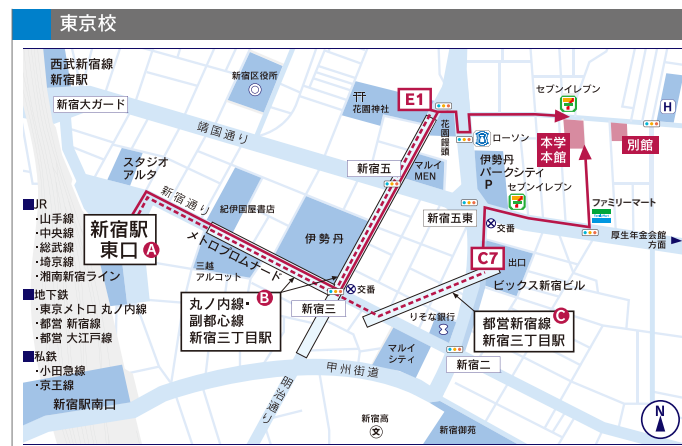 東京校
西武新宿線
新宿駅
新宿大ガード
新宿区役所
靖国通り
花園神社
E1
花園饅頭
セブンイレブン
H
ローソン
本学
本館
別館
スタジオ
アルタ
新宿通り
紀伊国屋書店
新宿五
マルイ
MEN
伊勢丹
パークシティ
P
セブンイレブン
ファミリーマート
FamilyMart
■JR
・山手線
・中央線
・総武線
・埼京線
・湘南新宿ライン
新宿駅
東口 A
メトロプロムナード
伊勢丹
新宿五東
交番
厚生年金会館
方面
三越
アルコット
C7
出口
■地下鉄
・東京メトロ 丸ノ内線
・都営 新宿線
・都営 大江戸線
丸ノ内線・ B
副都心線
新宿三丁目駅
交番
新宿三
ビックス新宿ビル
りそな銀行
都営新宿線 C
新宿三丁目駅
■私鉄
・小田急線
・京王線
マルイ
シティ
新宿二
甲州街道
明治通り
新宿駅南口
新宿高
文
新宿御苑
N